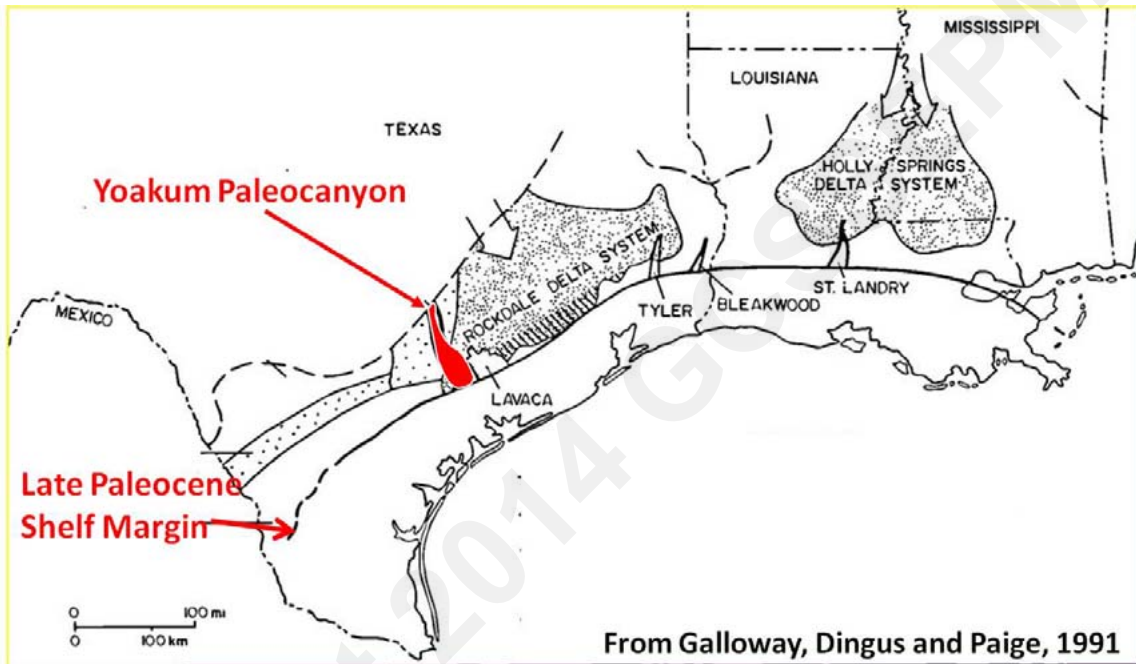 MISSISSIPPI
LOUISIANA
TEXAS
HOLLY SPRINGS
DELTA SYSTEM
Yoakum Paleocanyon
ROCKDALE DELTA SYSTEM
ST. LANDRY
TYLER
BLEAKWOOD
MEXICO
LAVACA
Late Paleocene
Shelf Margin
0 100 mi
0 100 km
From Galloway, Dingus and Paige, 1991